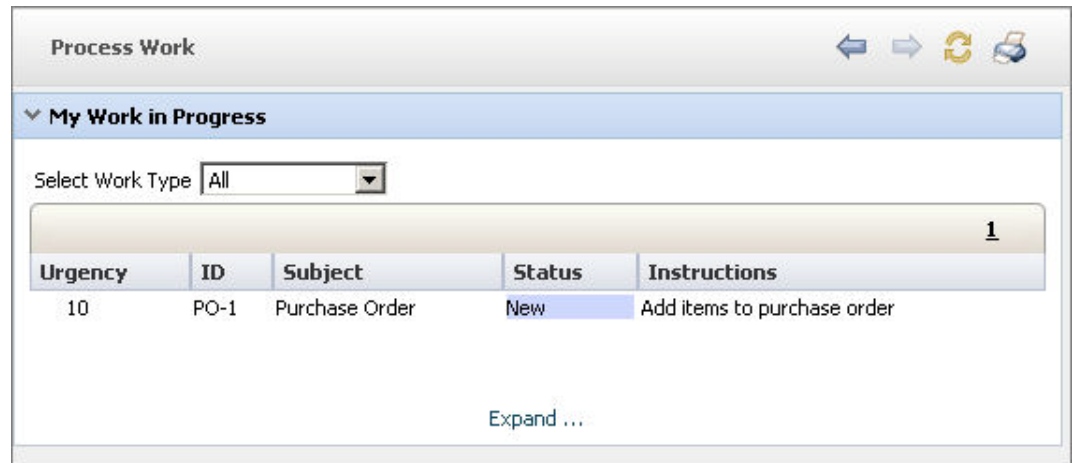 Process Work
My Work in Progress
Select Work Type All
1
Urgency ID Subject Status Instructions
10 PO-1 Purchase Order New Add items to purchase order
Expand ...